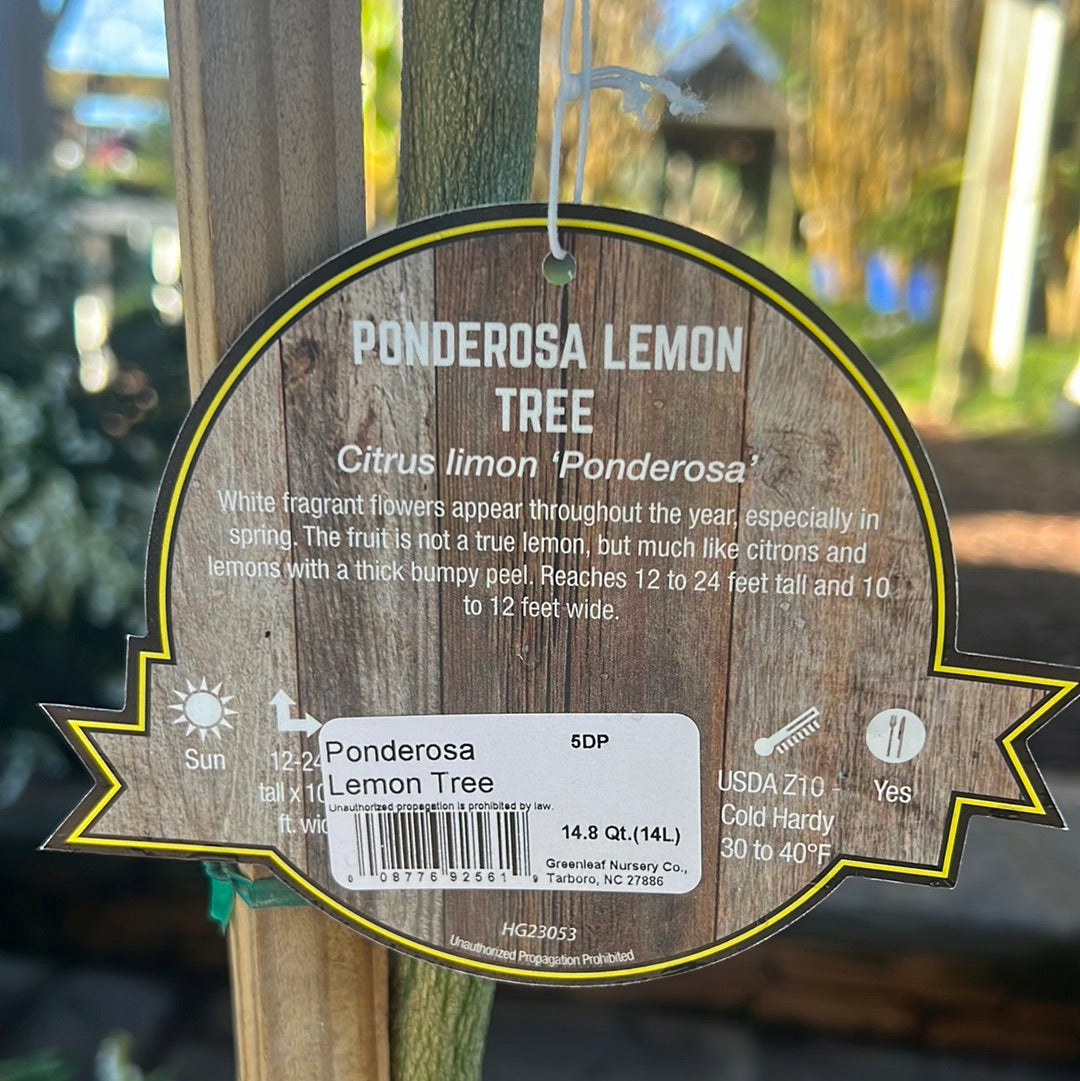 PONDEROSA LEMON
TREE
Citrus limon ‘Ponderosa’
White fragrant flowers appear throughout the year, especially in
spring. The fruit is not a true lemon, but much like citrons and
lemons with a thick bumpy peel. Reaches 12 to 24 feet tall and 10
to 12 feet wide.
Sun
12-24
tall x 10
ft. wid
Ponderosa
Lemon Tree
5DP
Unauthorized propagation is prohibited by law.
14.8 Qt.(14L)
0 08776 92561 9
Greenleaf Nursery Co.,
Tarboro, NC 27886
USDA Z10 -
Cold Hardy
30 to 40°F
Yes
HG23053
Unauthorized Propagation Prohibited